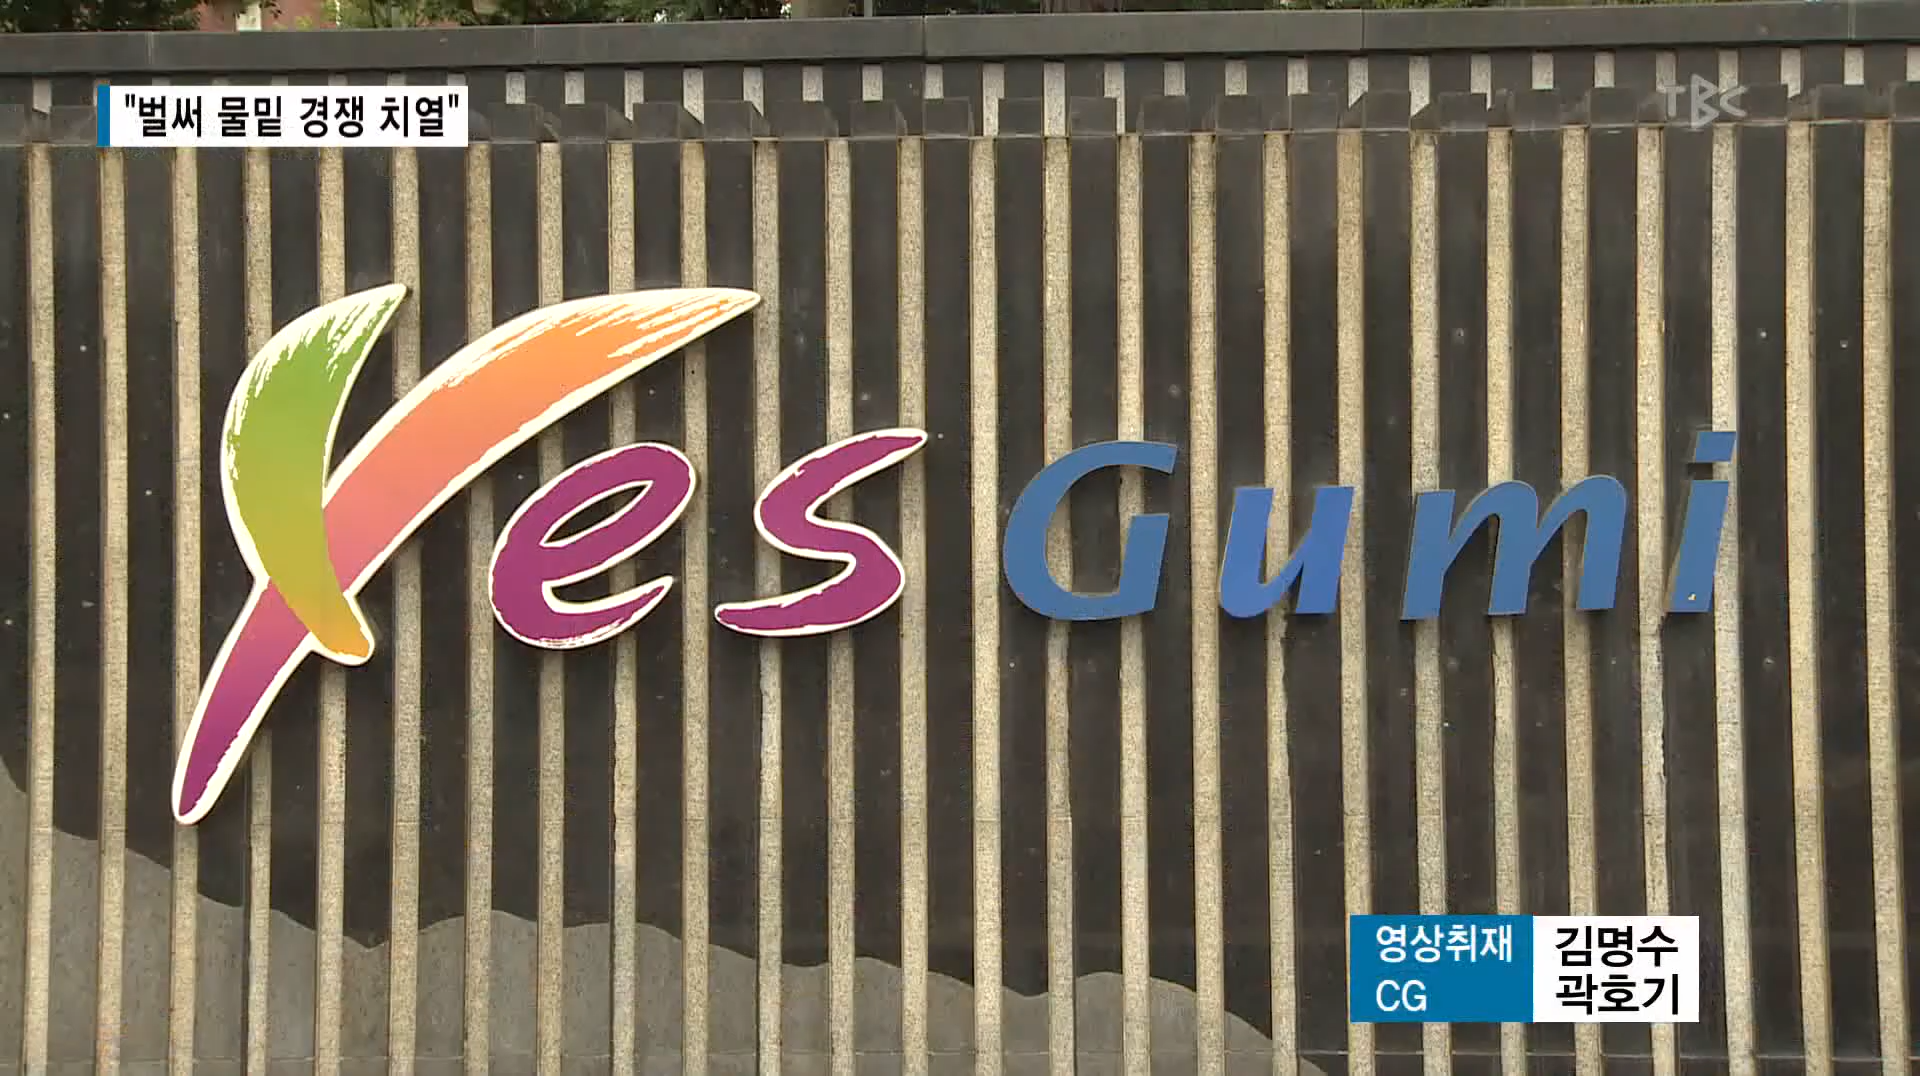 "벌써 물밑 경쟁 치열"
TBC
Yes Gumi
영상취재 김명수
CG 곽호기